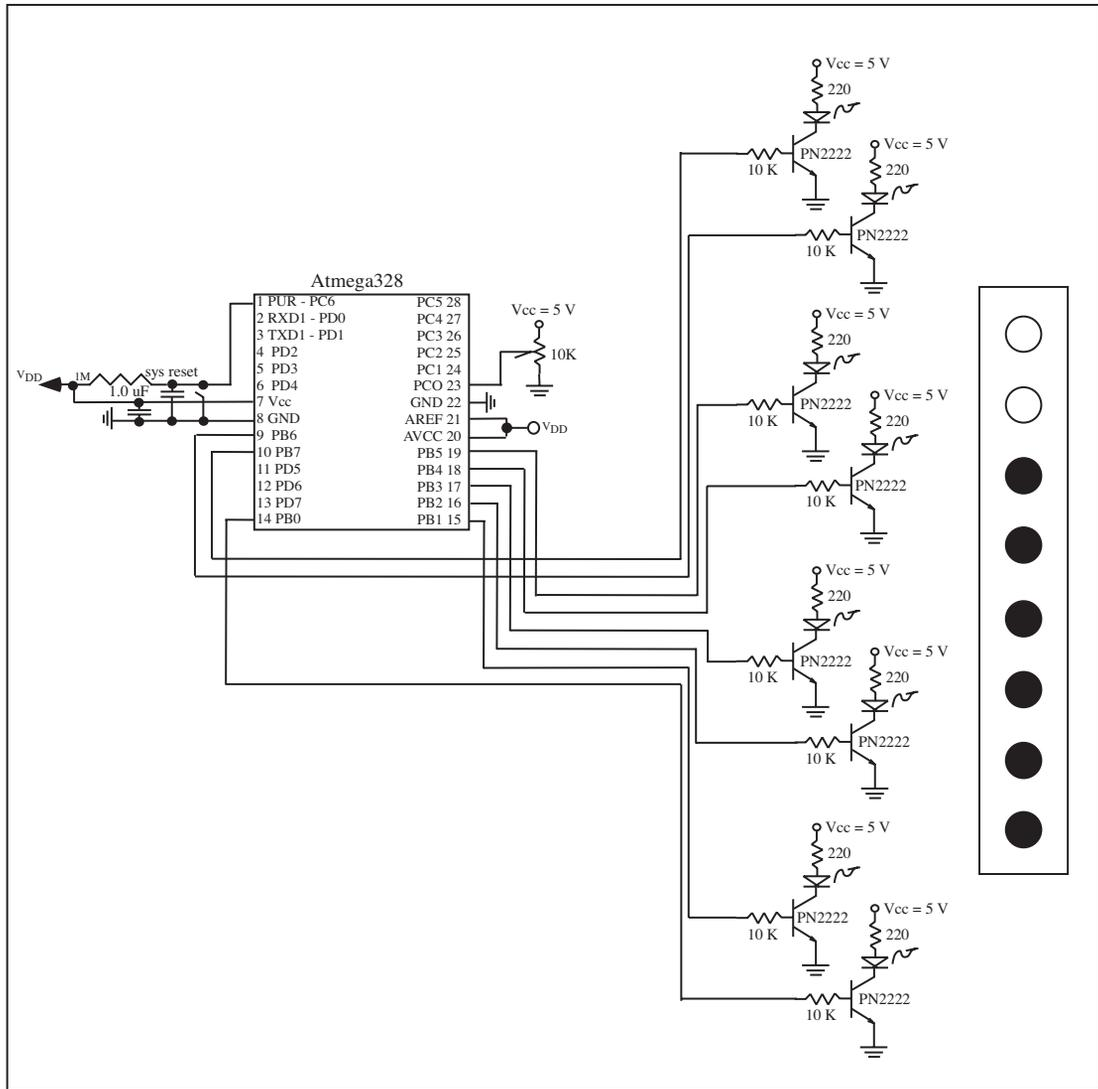 Vcc = 5 V
220
PN2222
10 K
Vcc = 5 V
220
PN2222
10 K
Atmega328
1 PUR - PC6
2 RXD1 - PD0
3 TXD1 - PD1
4 PD2
5 PD3
6 PD4
7 Vcc
8 GND
9 PB6
10 PB7
11 PD5
12 PD6
13 PD7
14 PB0
PC5 28
PC4 27
PC3 26
PC2 25
PC1 24
PCO 23
GND 22
AREF 21
AVCC 20
PB5 19
PB4 18
PB3 17
PB2 16
PB1 15
VDD
1M
sys reset
1.0 uF
Vcc = 5 V
10K
VDD
Vcc = 5 V
220
PN2222
10 K
Vcc = 5 V
220
PN2222
10 K
Vcc = 5 V
220
PN2222
10 K
Vcc = 5 V
220
PN2222
10 K
Vcc = 5 V
220
PN2222
10 K
Vcc = 5 V
220
PN2222
10 K